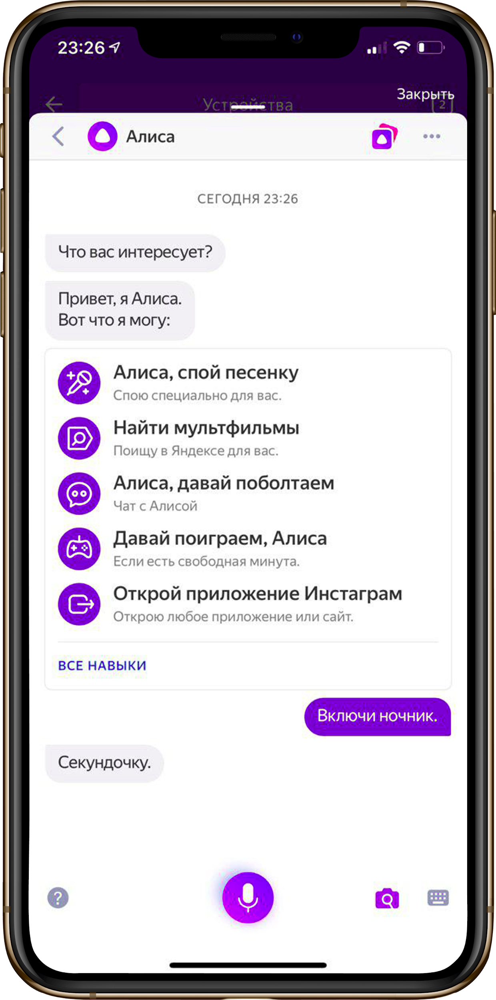 23:26
Закрыть
Устройства
2
Алиса
СЕГОДНЯ 23:26
Что вас интересует?
Привет, я Алиса.
Вот что я могу:
Алиса, спой песенку
Спою специально для вас.
Найти мультфильмы
Поищу в Яндексе для вас.
Алиса, давай поболтаем
Чат с Алисой
Давай поиграем, Алиса
Если есть свободная минута.
Открой приложение Инстаграм
Открою любое приложение или сайт.
ВСЕ НАВЫКИ
Включи ночник.
Секундочку.
?